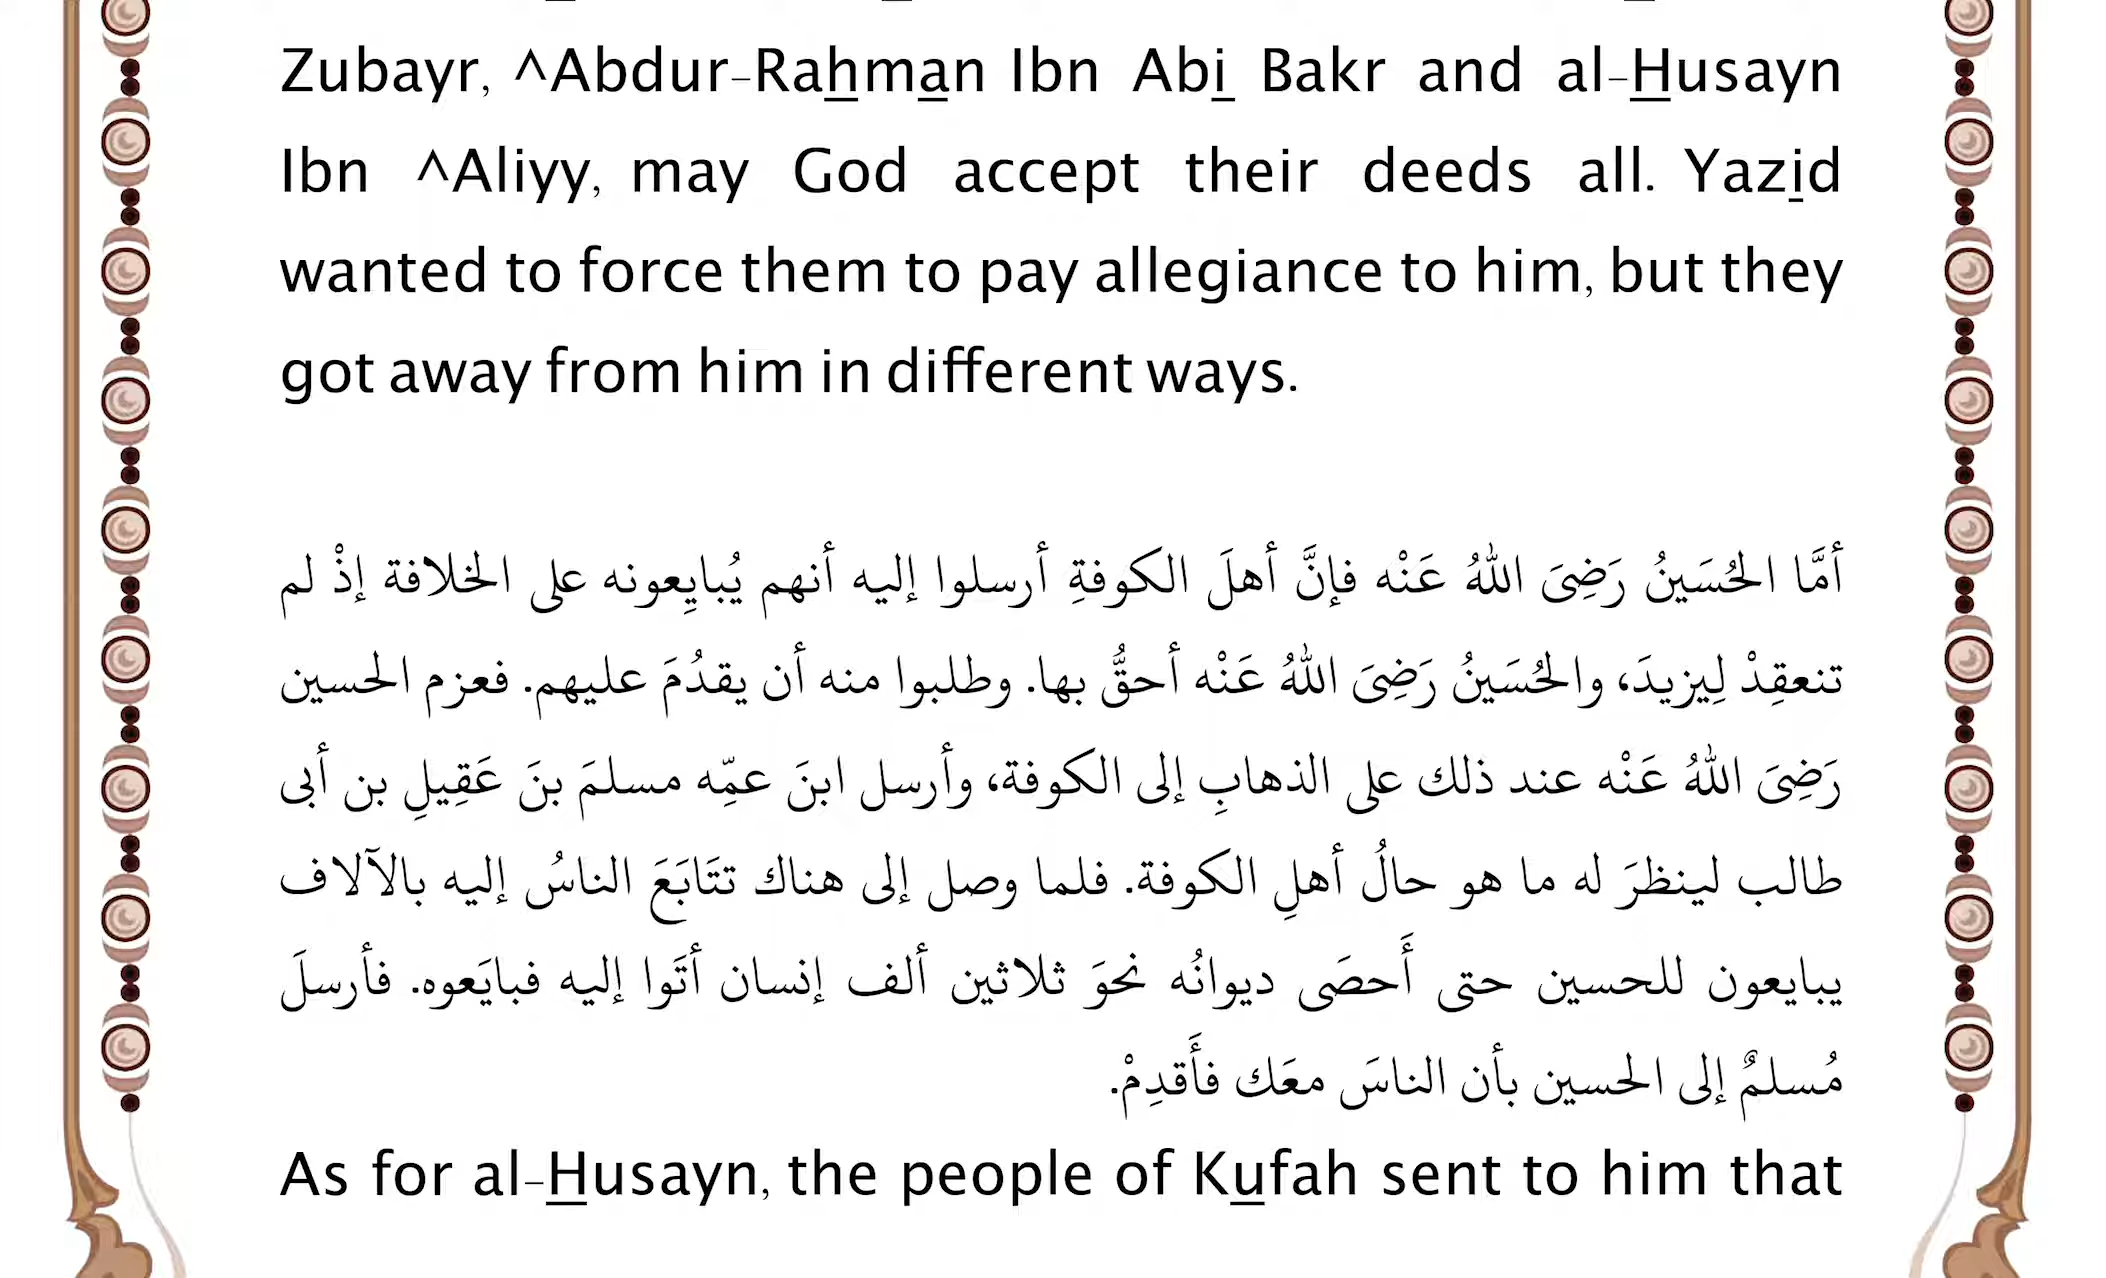 Zubayr, ^Abdur-Rahman Ibn Abi Bakr and al-Husayn
Ibn ^Aliyy, may God accept their deeds all. Yazid
wanted to force them to pay allegiance to him, but they
got away from him in different ways.
أمَّا الحُسَينُ رَضِىَ اللهُ عَنْه فإنَّ أهلَ الكوفةِ أرسلوا إليه أنهم يُبايِعونه على الخلافة إذْ لم
تنعقِدْ لِيزيدَ، والحُسَينُ رَضِىَ اللهُ عَنْه أحقُّ بها. وطلبوا منه أن يقدُمَ عليهم. فعزم الحسين
رَضِىَ اللهُ عَنْه عند ذلك على الذهابِ إلى الكوفة، وأرسل ابنَ عمِّه مسلمَ بنَ عَقِيلِ بن أبى
طالب لينظرَ له ما هو حالُ أهلِ الكوفة. فلما وصل إلى هناك تتَابَعَ الناسُ إليه بالآلاف
يبايعون للحسين حتى أَحصَى ديوانُه نحوَ ثلاثين ألف إنسان أتَوا إليه فبايَعوه. فأرسلَ
مُسلمٌ إلى الحسين بأن الناسَ معَك فأَقدِمْ.
As for al-Husayn, the people of Kufah sent to him that